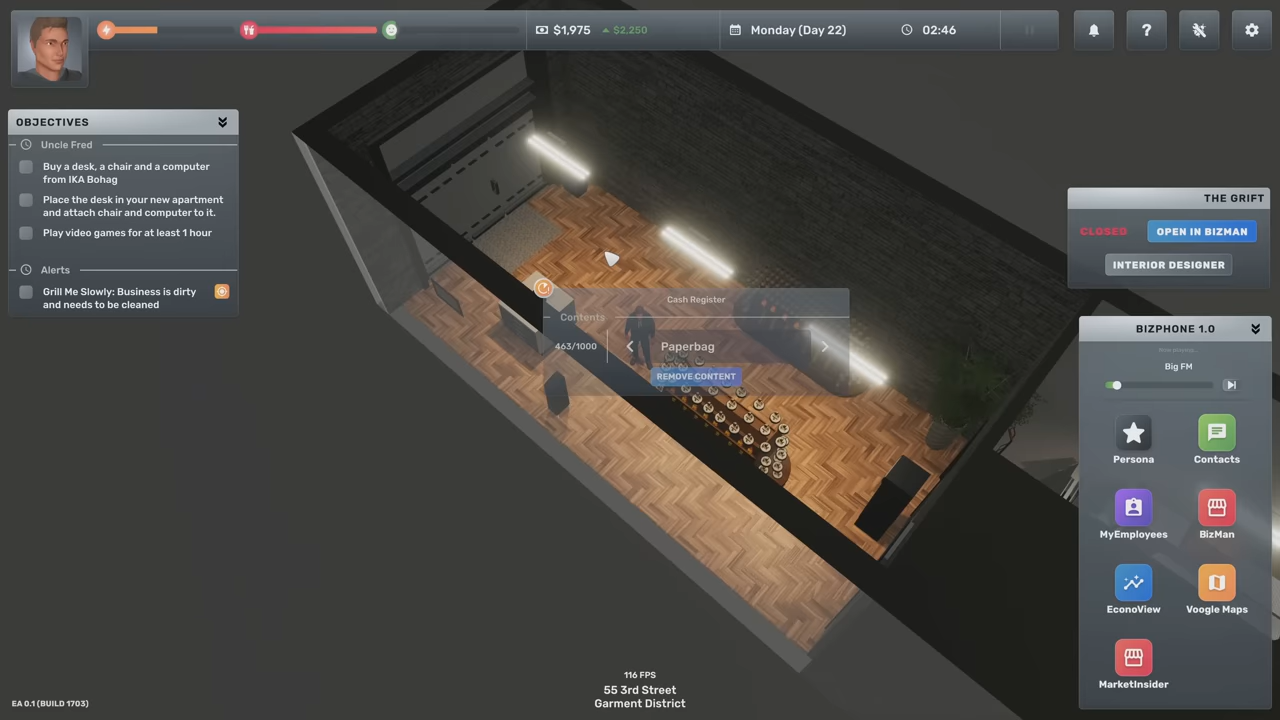 $1,975
$2,250
Monday (Day 22)
02:46
?
OBJECTIVES
Uncle Fred
Buy a desk, a chair and a computer
from IKA Bohag
Place the desk in your new apartment
and attach chair and computer to it.
Play video games for at least 1 hour
Alerts
Grill Me Slowly: Business is dirty
and needs to be cleaned
THE GRIFT
CLOSED
OPEN IN BIZMAN
INTERIOR DESIGNER
Cash Register
Contents
463/1000
Paperbag
REMOVE CONTENT
BIZPHONE 1.0
Now playing...
Big FM
Persona
Contacts
MyEmployees
BizMan
EconoView
Voogle Maps
MarketInsider
116 FPS
55 3rd Street
Garment District
EA 0.1 (BUILD 1703)